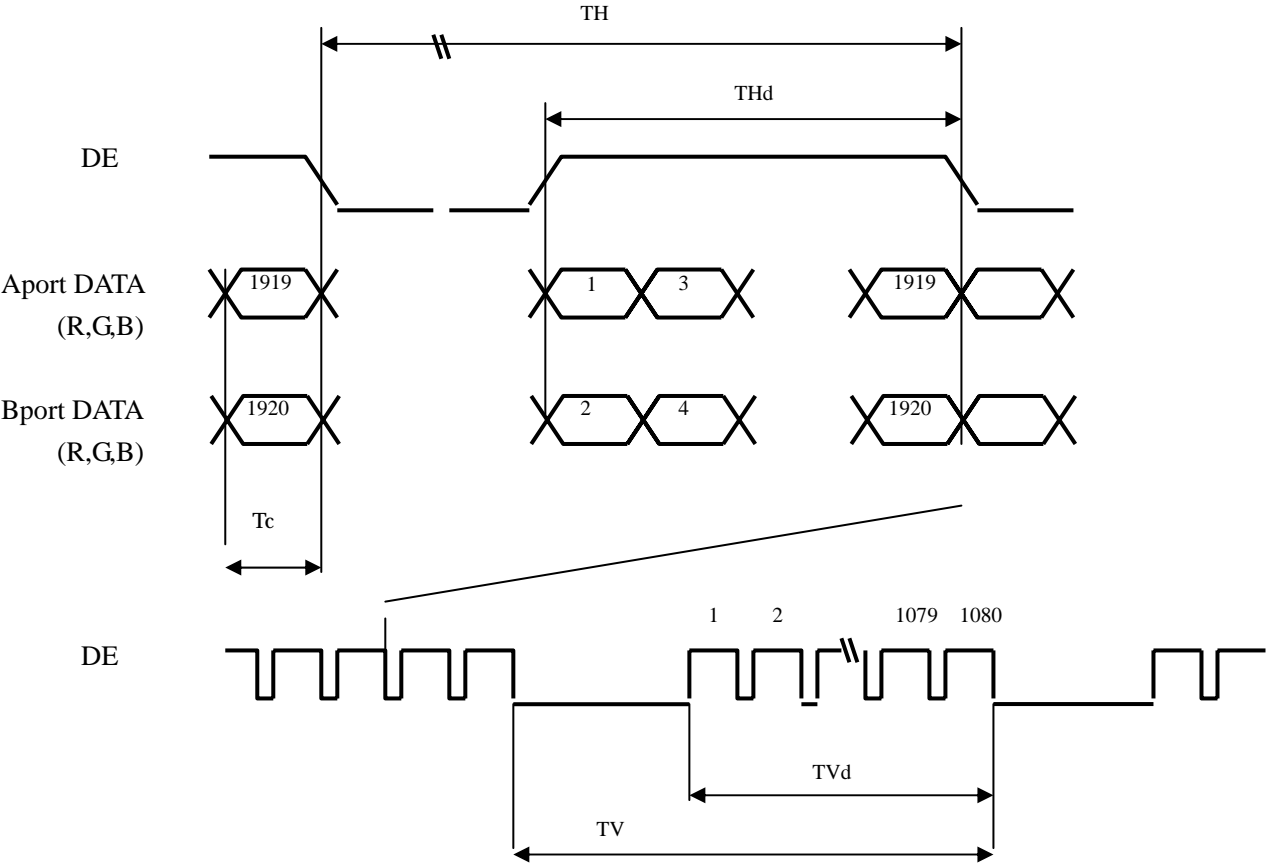 TH
THd
DE
Aport DATA
(R,G,B)
1919
1
3
1919
Bport DATA
(R,G,B)
1920
2
4
1920
Tc
1
2
1079
1080
DE
TVd
TV